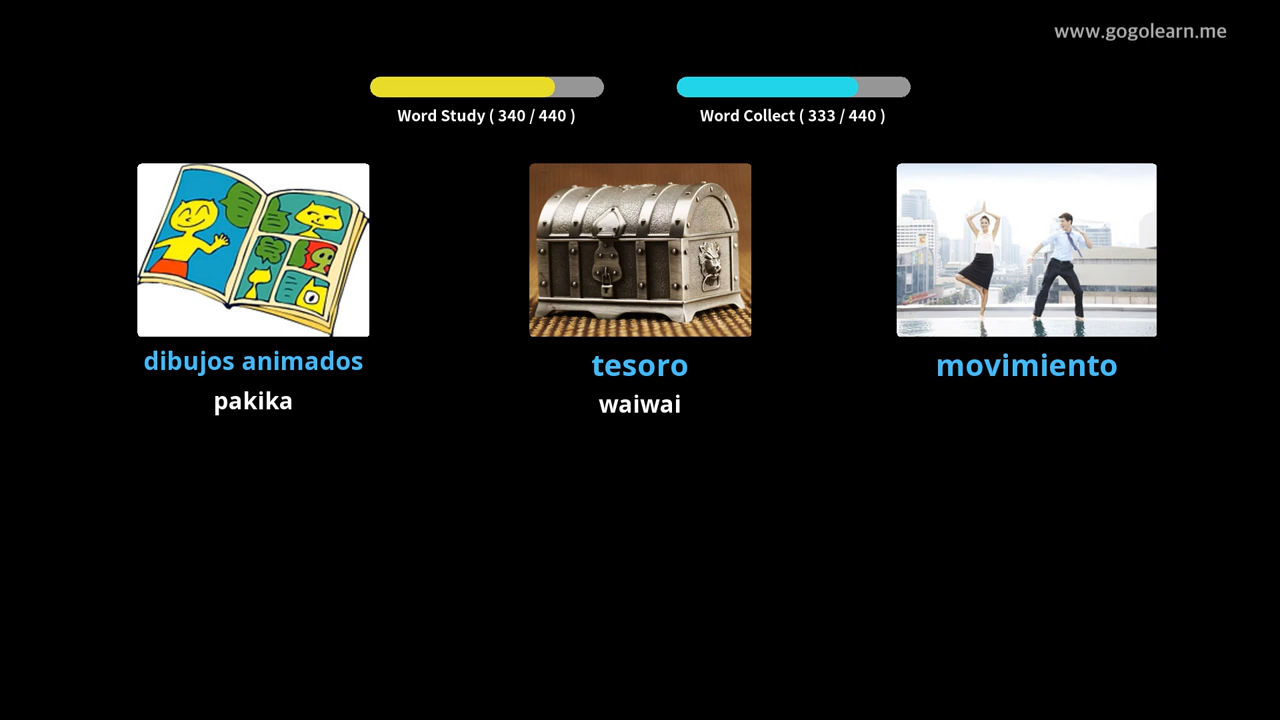 www.gogolearn.me
Word Study ( 340 / 440 )
Word Collect ( 333 / 440 )
dibujos animados
pakika
tesoro
waiwai
movimiento